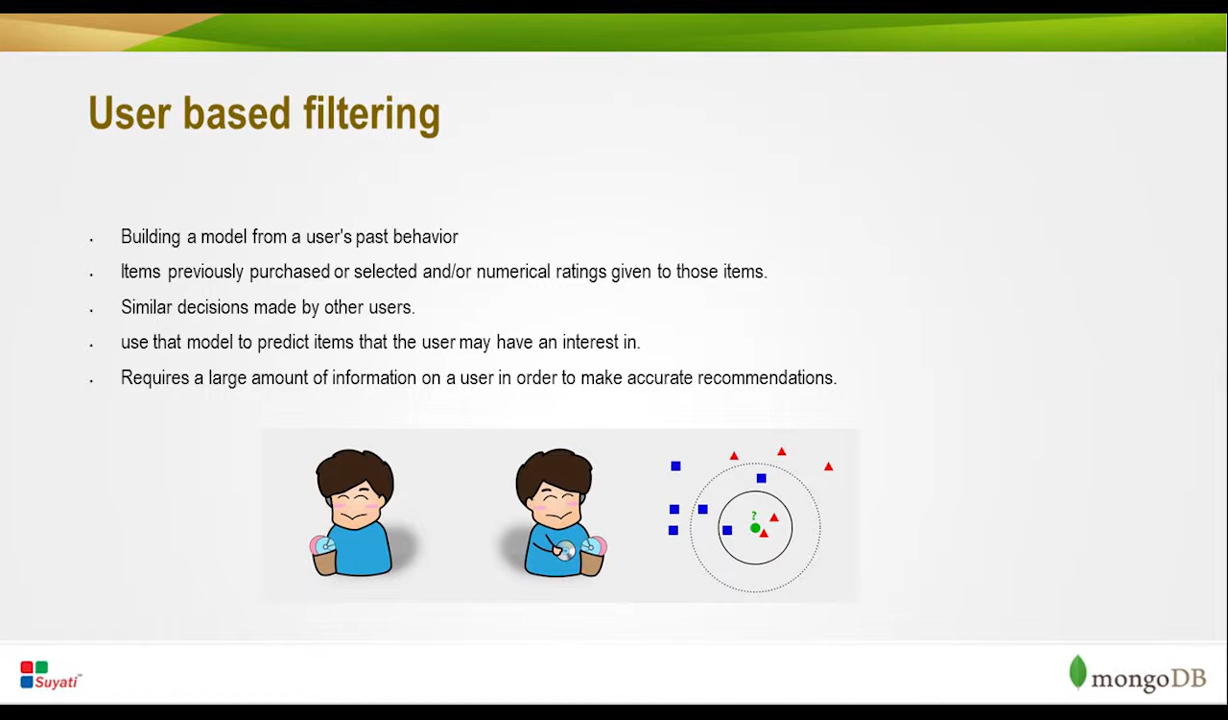 User based filtering
. Building a model from a user's past behavior
. Items previously purchased or selected and/or numerical ratings given to those items.
. Similar decisions made by other users.
. use that model to predict items that the user may have an interest in.
. Requires a large amount of information on a user in order to make accurate recommendations.
?
Suyati™
mongoDB